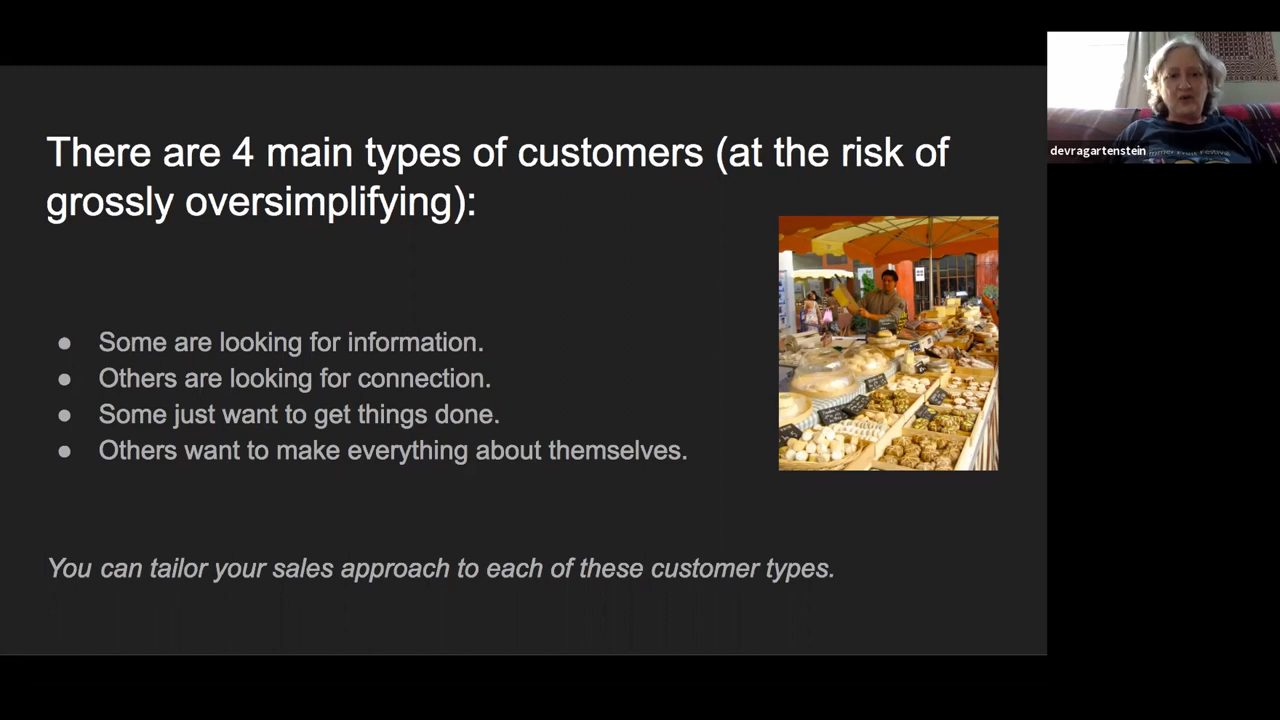 There are 4 main types of customers (at the risk of
grossly oversimplifying):
● Some are looking for information.
● Others are looking for connection.
● Some just want to get things done.
● Others want to make everything about themselves.
You can tailor your sales approach to each of these customer types.
devragartenstein